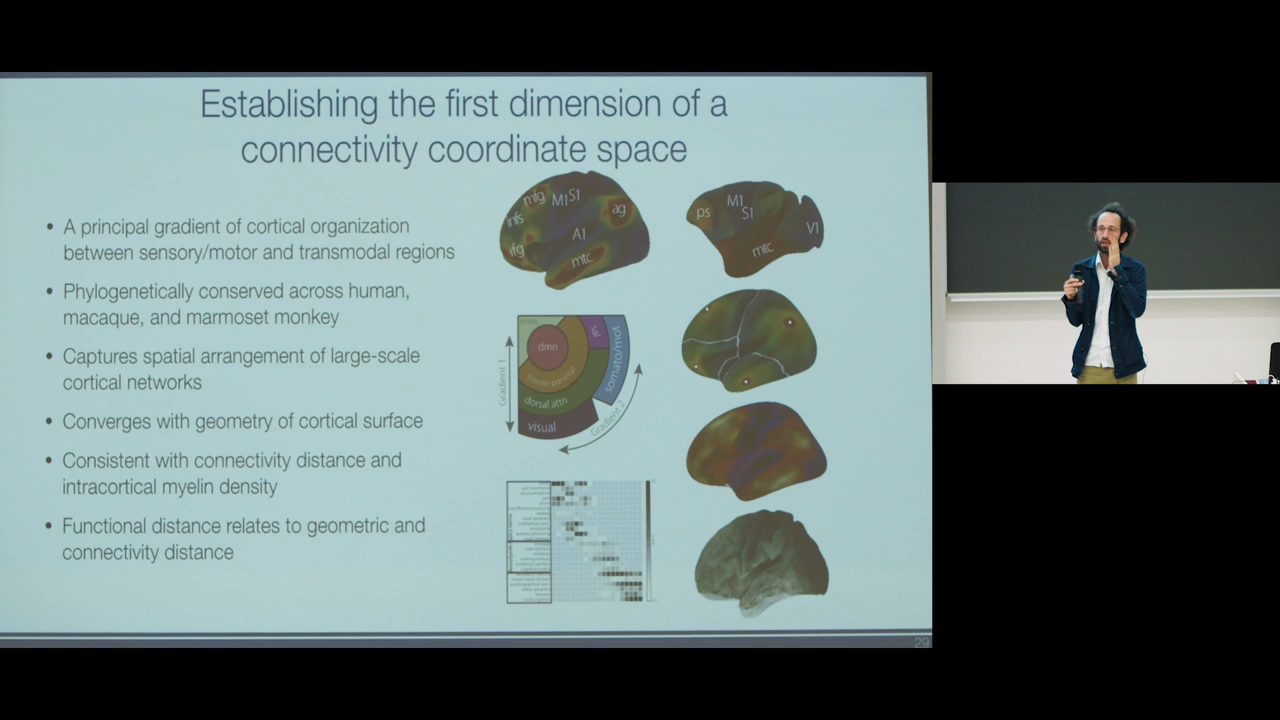 Establishing the first dimension of a
connectivity coordinate space
• A principal gradient of cortical organization
between sensory/motor and transmodal regions
• Phylogenetically conserved across human,
macaque, and marmoset monkey
• Captures spatial arrangement of large-scale
cortical networks
• Converges with geometry of cortical surface
• Consistent with connectivity distance and
intracortical myelin density
• Functional distance relates to geometric and
connectivity distance
mfg M1 S1
infs
ag
A1
ifg
mtc
M1
ps S1
V1
mtc
sal
dmn
somato/mot
fronto-parietal
dorsal attn
visual
Gradient 1
Gradient 2
29